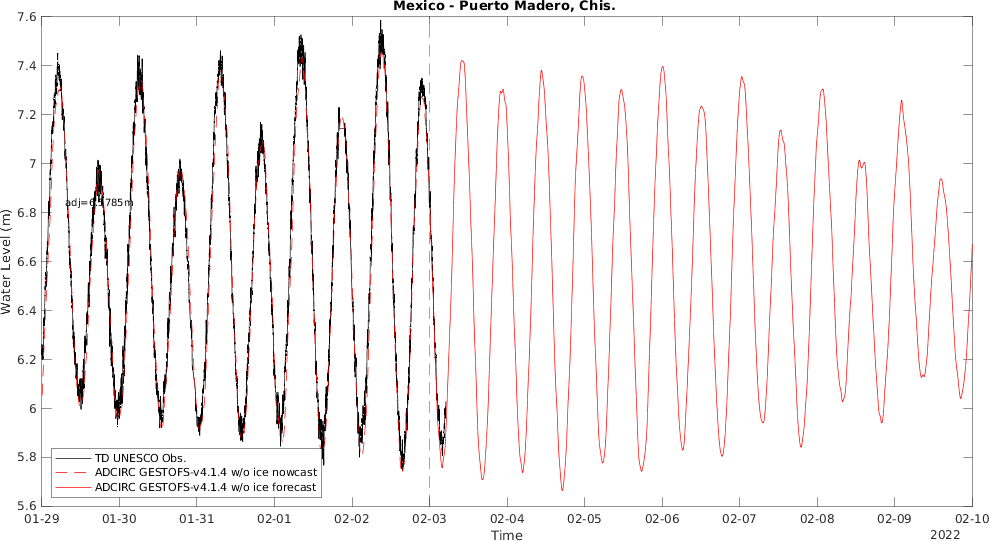 Mexico - Puerto Madero, Chis.
7.6
7.4
7.2
7
6.8
6.6
6.4
6.2
6
5.8
5.6
Water Level (m)
TD UNESCO Obs.
ADCIRC GESTOFS-v4.1.4 w/o ice nowcast
ADCIRC GESTOFS-v4.1.4 w/o ice forecast
01-29 01-30 01-31 02-01 02-02 02-03 02-04 02-05 02-06 02-07 02-08 02-09 02-10
Time
2022